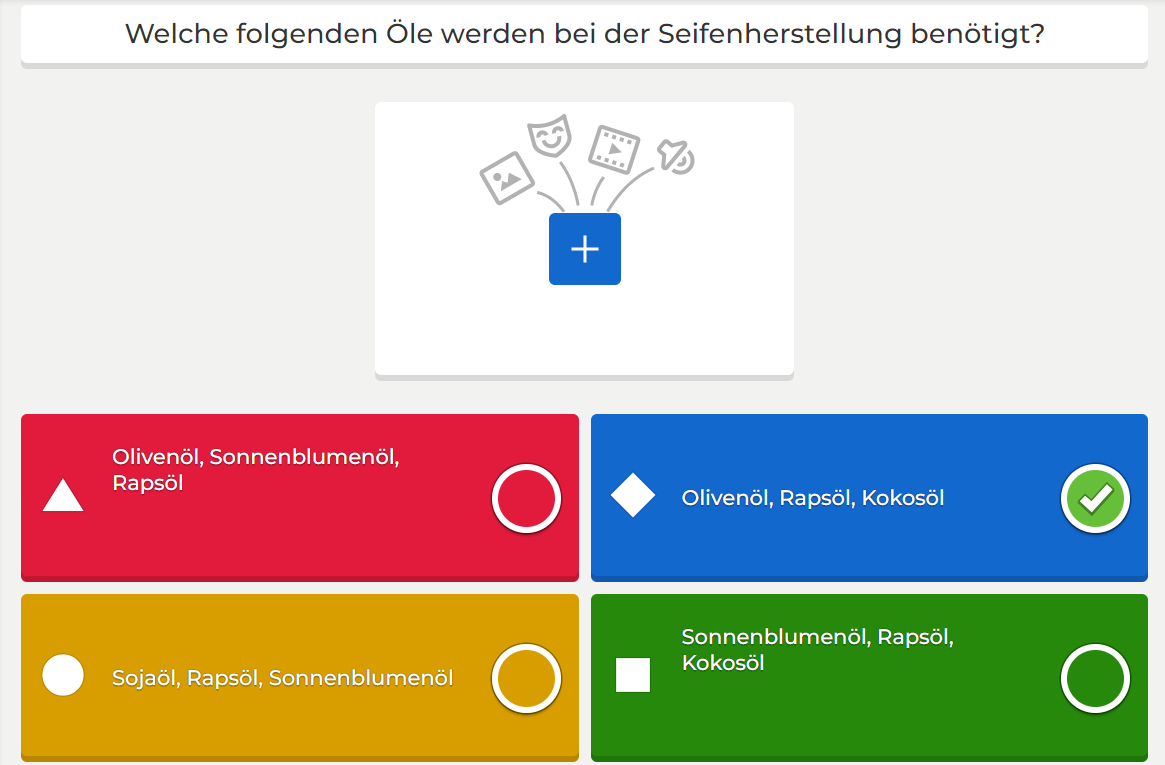 Welche folgenden Öle werden bei der Seifenherstellung benötigt?
Olivenöl, Sonnenblumenöl,
Rapsöl
Olivenöl, Rapsöl, Kokosöl
Sojaöl, Rapsöl, Sonnenblumenöl
Sonnenblumenöl, Rapsöl,
Kokosöl